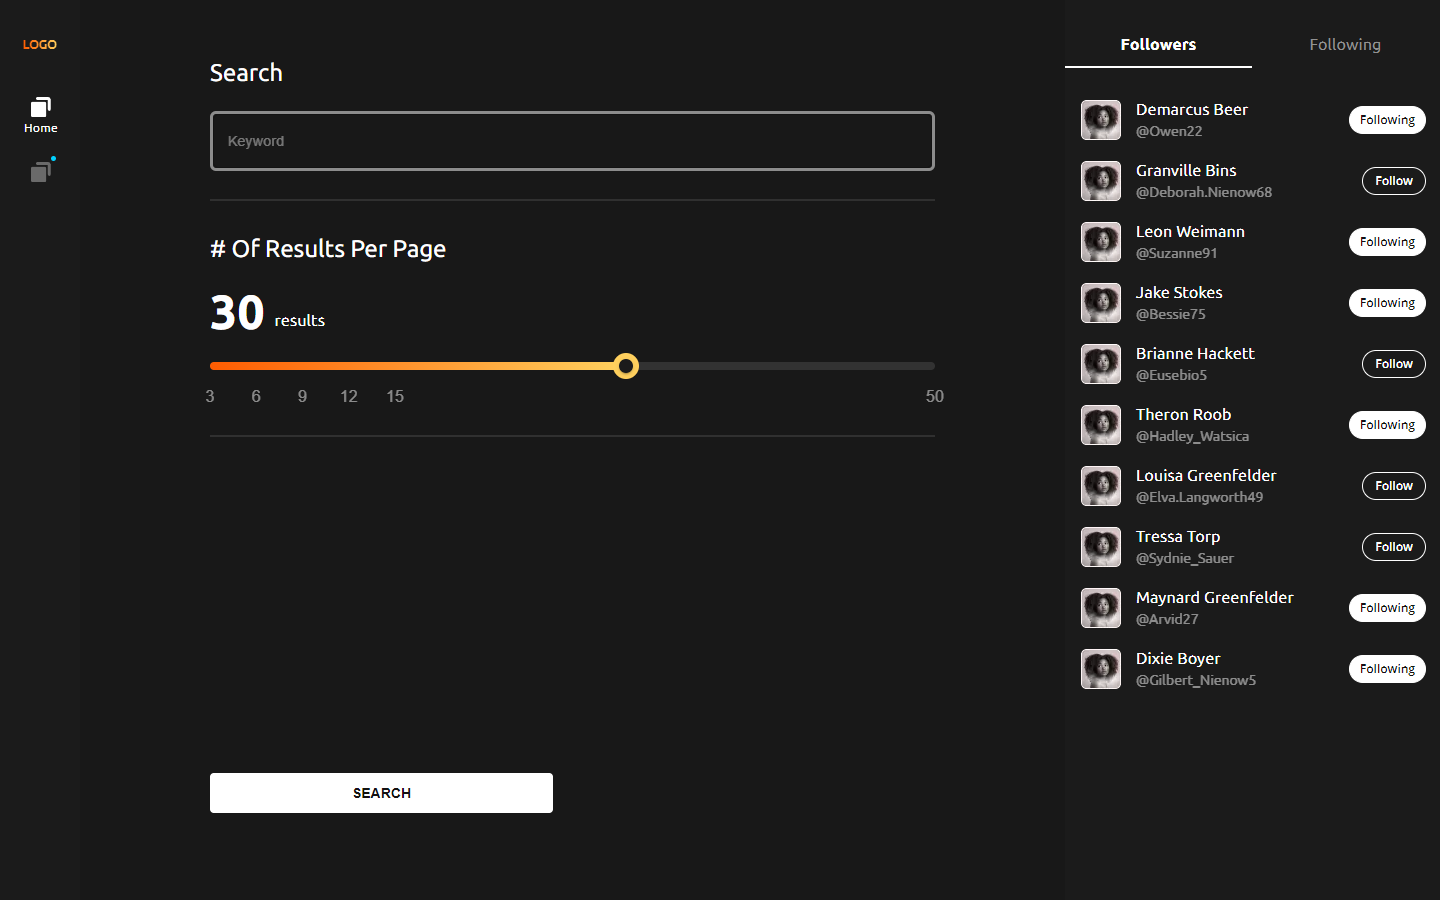 LOGO
Home
Search
Keyword
# Of Results Per Page
30 results
3 6 9 12 15 50
SEARCH
Followers Following
Demarcus Beer
@Owen22
Following
Granville Bins
@Deborah.Nienow68
Follow
Leon Weimann
@Suzanne91
Following
Jake Stokes
@Bessie75
Following
Brianne Hackett
@Eusebio5
Follow
Theron Roob
@Hadley_Watsica
Following
Louisa Greenfelder
@Elva.Langworth49
Follow
Tressa Torp
@Sydnie_Sauer
Follow
Maynard Greenfelder
@Arvid27
Following
Dixie Boyer
@Gilbert_Nienow5
Following